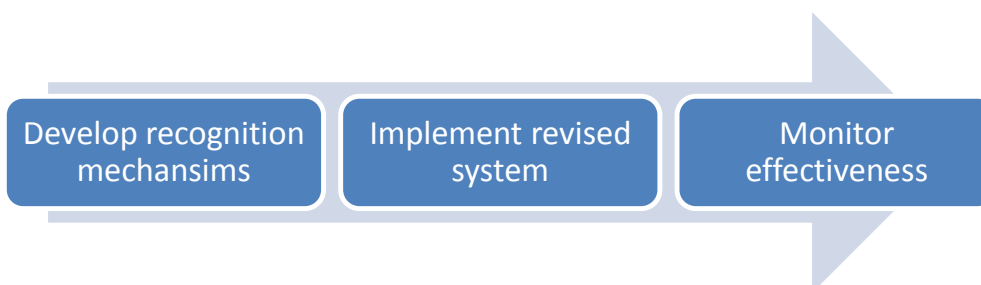 Develop recognition
mechansims
Implement revised
system
Monitor
effectiveness